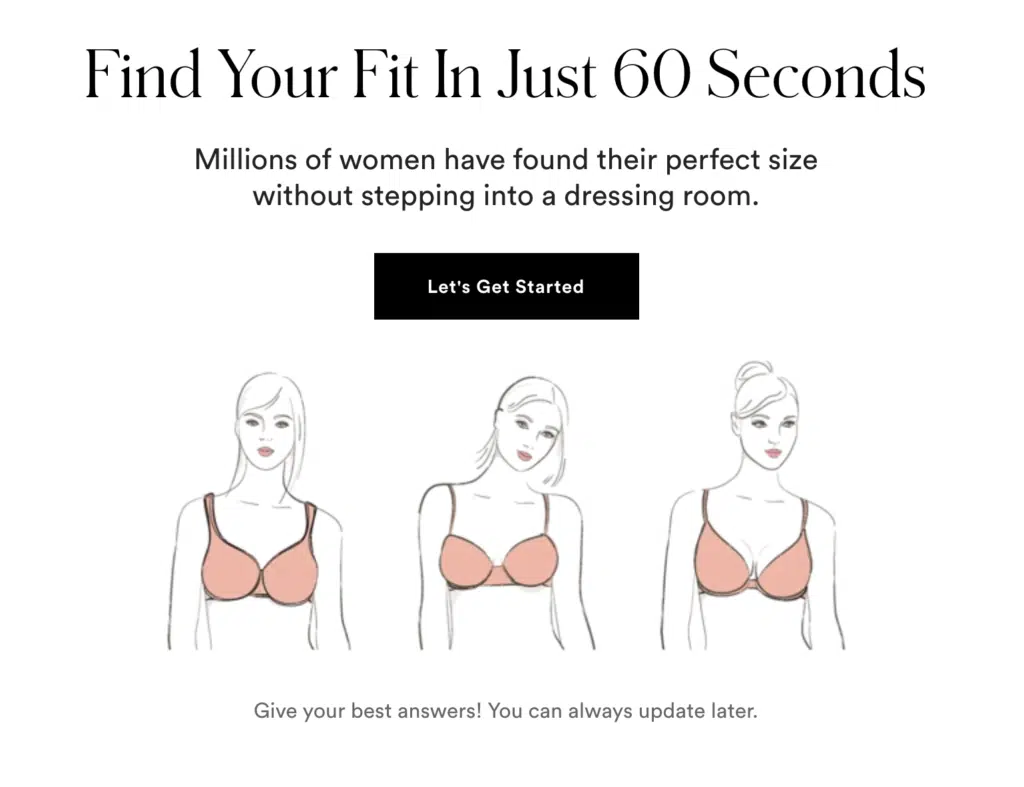 Find Your Fit In Just 60 Seconds
Millions of women have found their perfect size
without stepping into a dressing room.
Let's Get Started
Give your best answers! You can always update later.